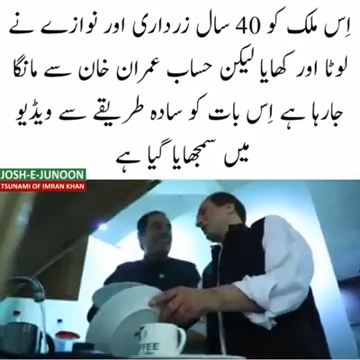 اِس ملک کو 40 سال زرداری اور نوازے نے
لوٹا اور کھایا لیکن حساب عمران خان سے مانگا
جارہا ہے اِس بات کو سادہ طریقے سے ویڈیو
میں سمجھایا گیا ہے
JOSH-E-JUNOON
TSUNAMI OF IMRAN KHAN
COFFEE